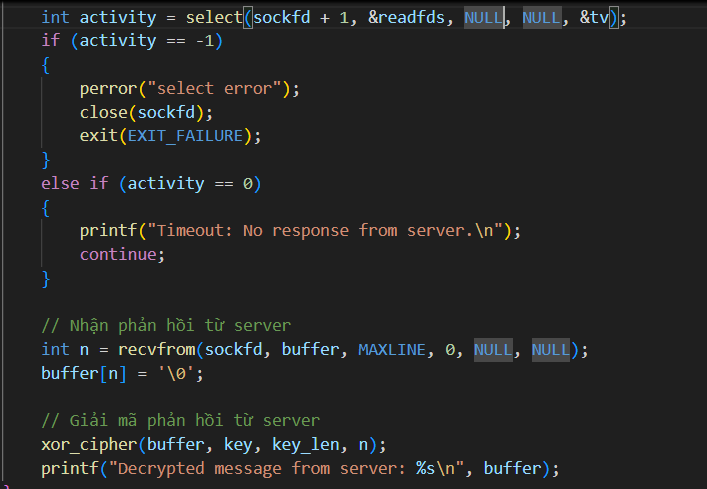 int activity = select(sockfd + 1, &readfds, NULL, NULL, &tv);
if (activity == -1)
{
perror("select error");
close(sockfd);
exit(EXIT_FAILURE);
}
else if (activity == 0)
{
printf("Timeout: No response from server.\n");
continue;
}
// Nhận phản hồi từ server
int n = recvfrom(sockfd, buffer, MAXLINE, 0, NULL, NULL);
buffer[n] = '\0';
// Giải mã phản hồi từ server
xor_cipher(buffer, key, key_len, n);
printf("Decrypted message from server: %s\n", buffer);